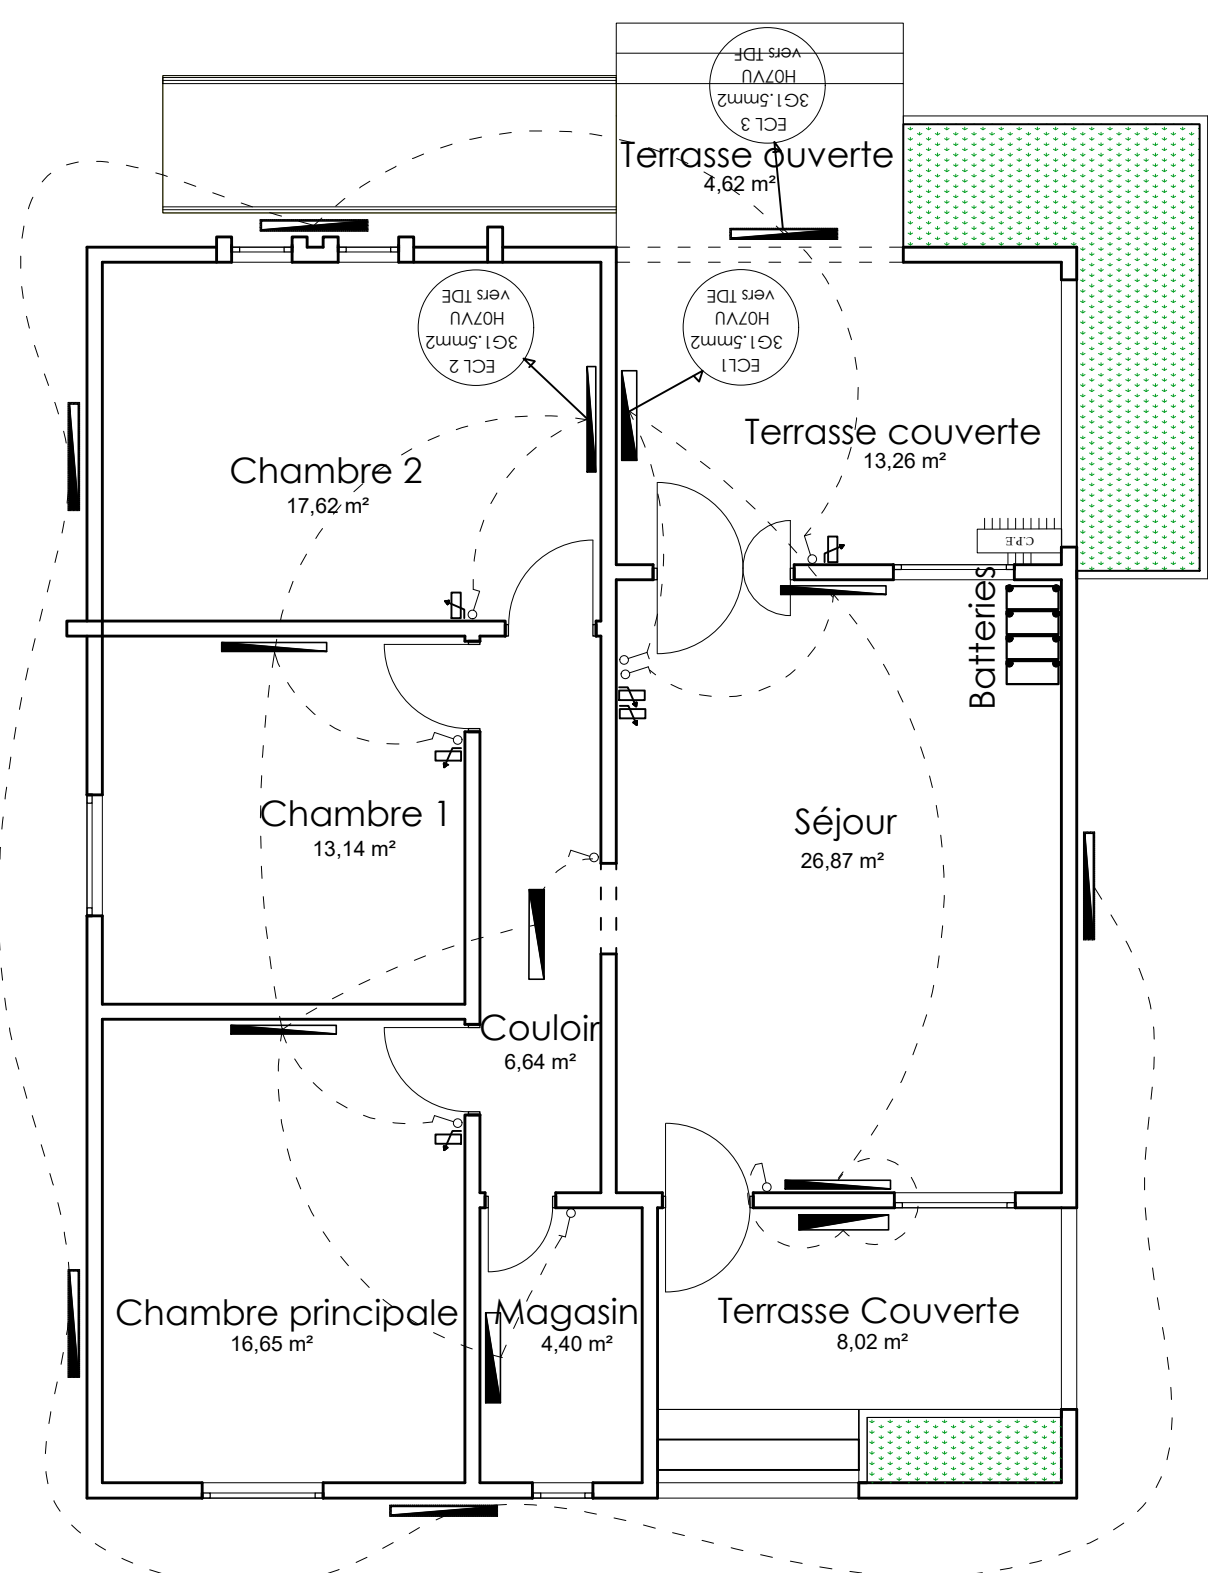 vers TDF
H07VU
3G1.5mm2
ECL 3
Terrasse ouverte
4,62 m²
vers TDE
H07VU
3G1.5mm2
ECL 2
vers TDE
H07VU
3G1.5mm2
ECL1
Terrasse couverte
13,26 m²
Chambre 2
17,62 m²
C.P.E
Batteries
Chambre 1
13,14 m²
Séjour
26,87 m²
Couloir
6,64 m²
Chambre principale
16,65 m²
Magasin
4,40 m²
Terrasse Couverte
8,02 m²